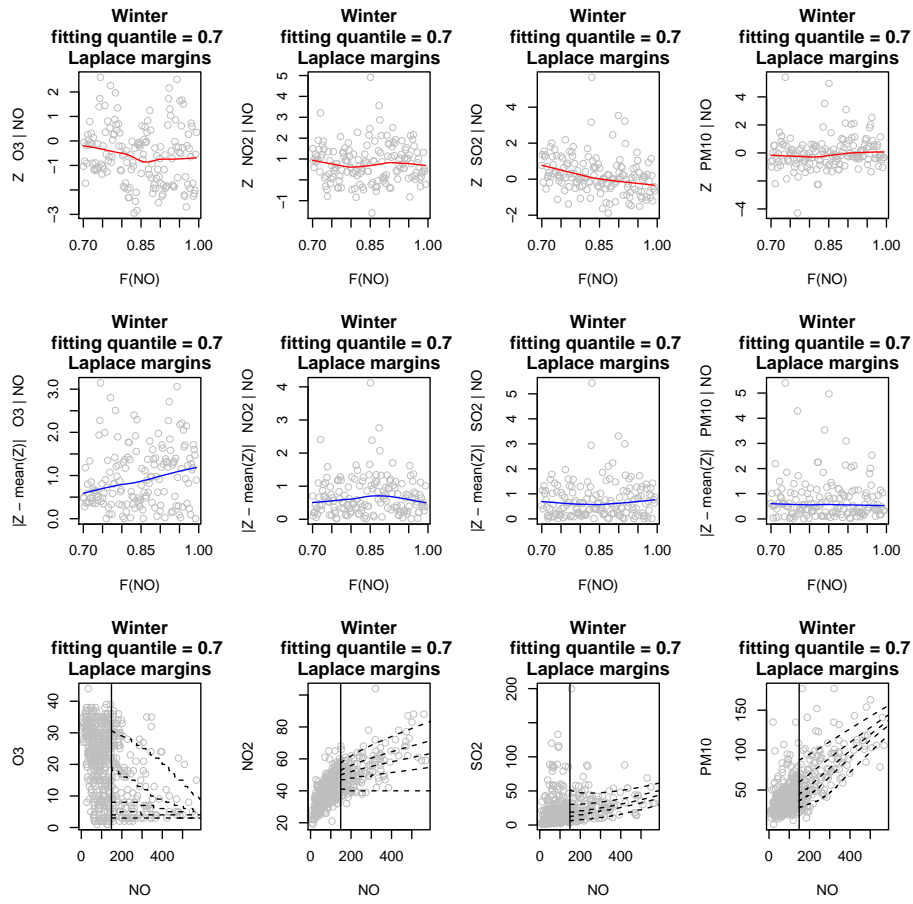 Winter
fitting quantile = 0.7
Laplace margins
Z O3 | NO
−3 −1 0 1 2
0.70 0.85 1.00
F(NO)
Winter
fitting quantile = 0.7
Laplace margins
Z NO2 | NO
−1 1 2 3 4 5
0.70 0.85 1.00
F(NO)
Winter
fitting quantile = 0.7
Laplace margins
Z SO2 | NO
−2 0 2 4
0.70 0.85 1.00
F(NO)
Winter
fitting quantile = 0.7
Laplace margins
Z PM10 | NO
−4 0 2 4
0.70 0.85 1.00
F(NO)
Winter
fitting quantile = 0.7
Laplace margins
|Z − mean(Z)| O3 | NO
0.0 1.0 2.0 3.0
0.70 0.85 1.00
F(NO)
Winter
fitting quantile = 0.7
Laplace margins
|Z − mean(Z)| NO2 | NO
0 1 2 3 4
0.70 0.85 1.00
F(NO)
Winter
fitting quantile = 0.7
Laplace margins
|Z − mean(Z)| SO2 | NO
0 1 2 3 4 5
0.70 0.85 1.00
F(NO)
Winter
fitting quantile = 0.7
Laplace margins
|Z − mean(Z)| PM10 | NO
0 1 2 3 4 5
0.70 0.85 1.00
F(NO)
Winter
fitting quantile = 0.7
Laplace margins
O3
0 10 20 30 40
0 200 400
NO
Winter
fitting quantile = 0.7
Laplace margins
NO2
20 40 60 80
0 200 400
NO
Winter
fitting quantile = 0.7
Laplace margins
SO2
0 50 100 200
0 200 400
NO
Winter
fitting quantile = 0.7
Laplace margins
PM10
50 100 150
0 200 400
NO